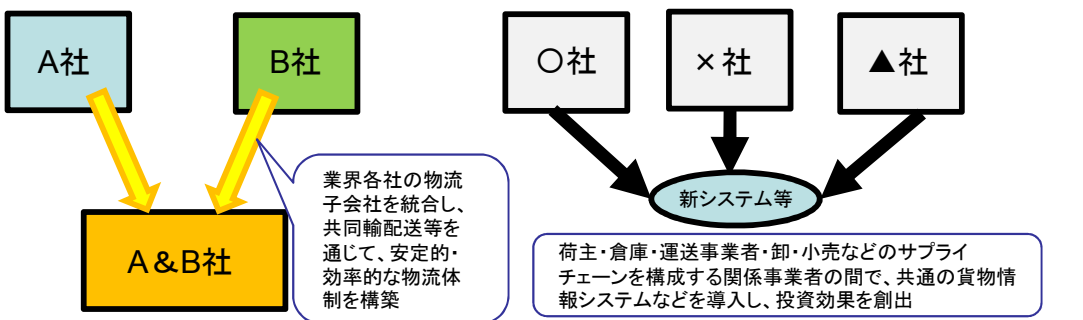 A社
B社
業界各社の物流
子会社を統合し、
共同輸配送等を
通じて、安定的・
効率的な物流体
制を構築
A&B社
〇社
×社
▲社
新システム等
荷主・倉庫・運送事業者・卸・小売などのサプライ
チェーンを構成する関係事業者の間で、共通の貨物情
報システムなどを導入し、投資効果を創出